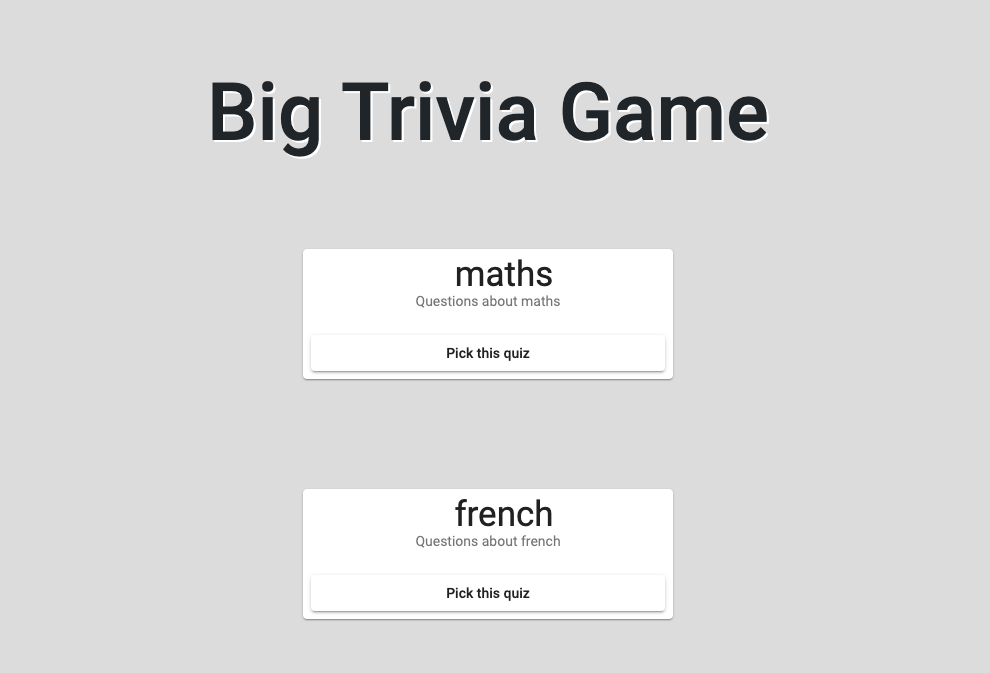 Big Trivia Game
maths
Questions about maths
Pick this quiz
french
Questions about french
Pick this quiz